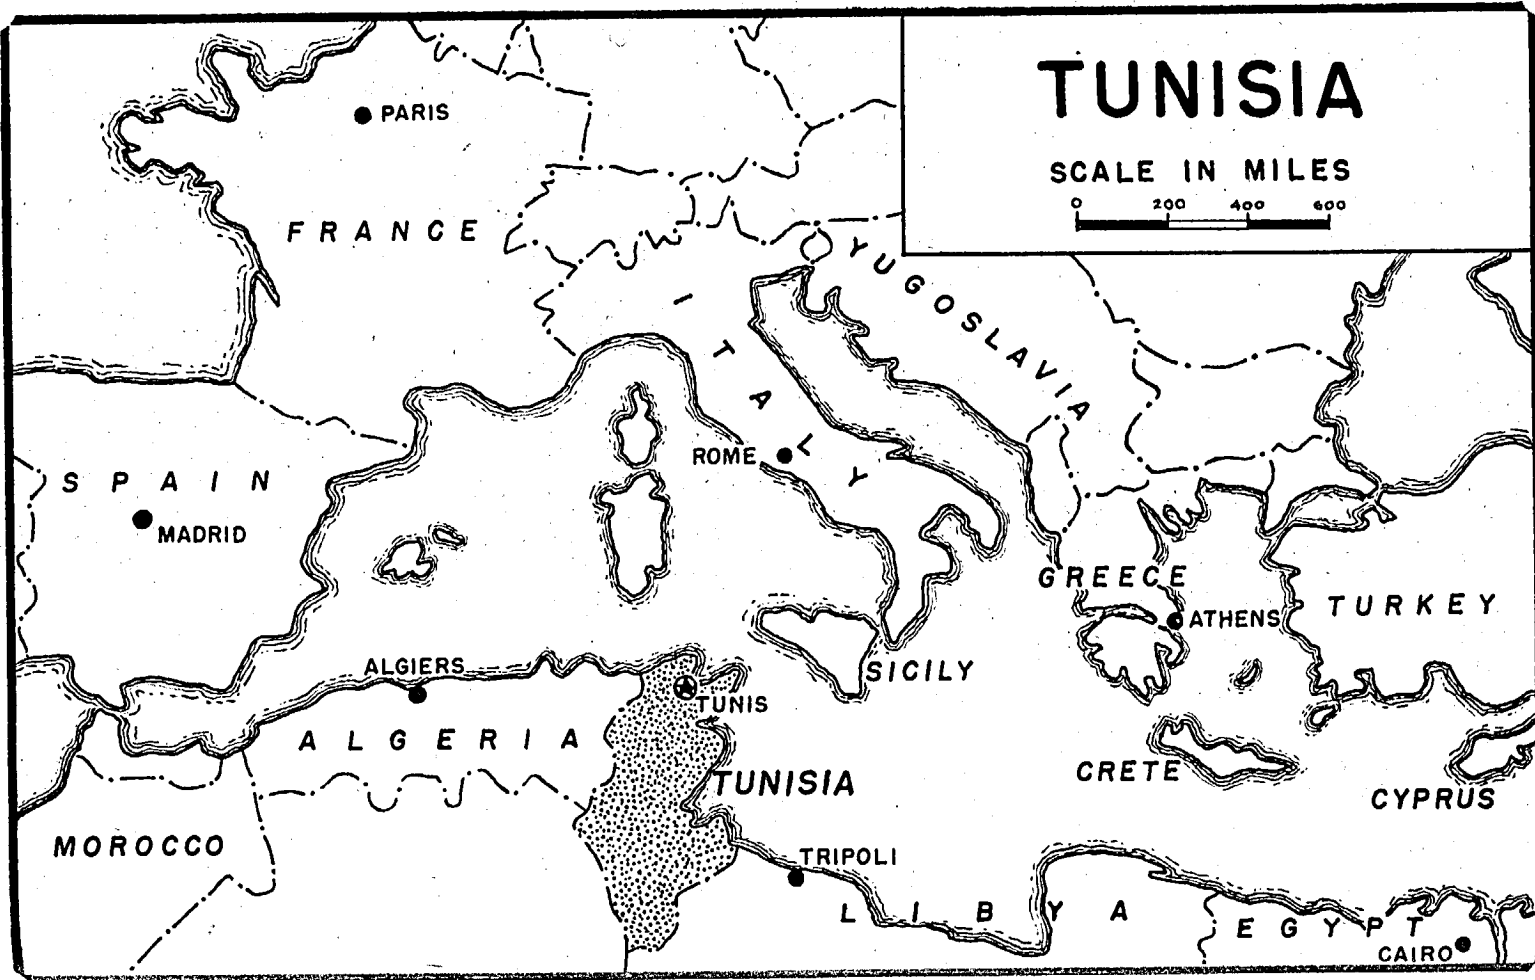 TUNISIA
SCALE IN MILES
0 200 400 600
PARIS
FRANCE
YUGOSLAVIA
ITALY
ROME
SPAIN
MADRID
GREECE
ATHENS
TURKEY
ALGIERS
SICILY
TUNIS
ALGERIA
TUNISIA
CRETE
CYPRUS
MOROCCO
TRIPOLI
LIBYA
EGYPT
CAIRO